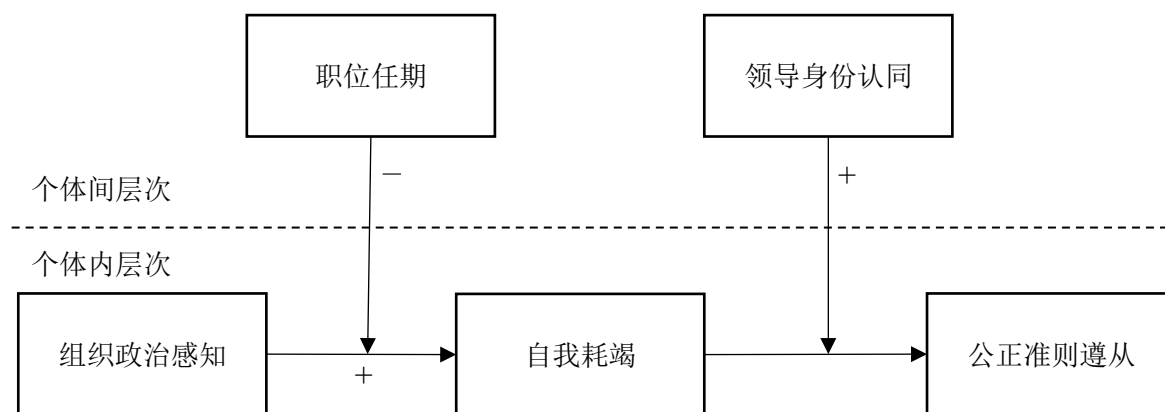 职位任期
领导身份认同
－
＋
个体间层次
个体内层次
组织政治感知
自我耗竭
公正准则遵从
＋